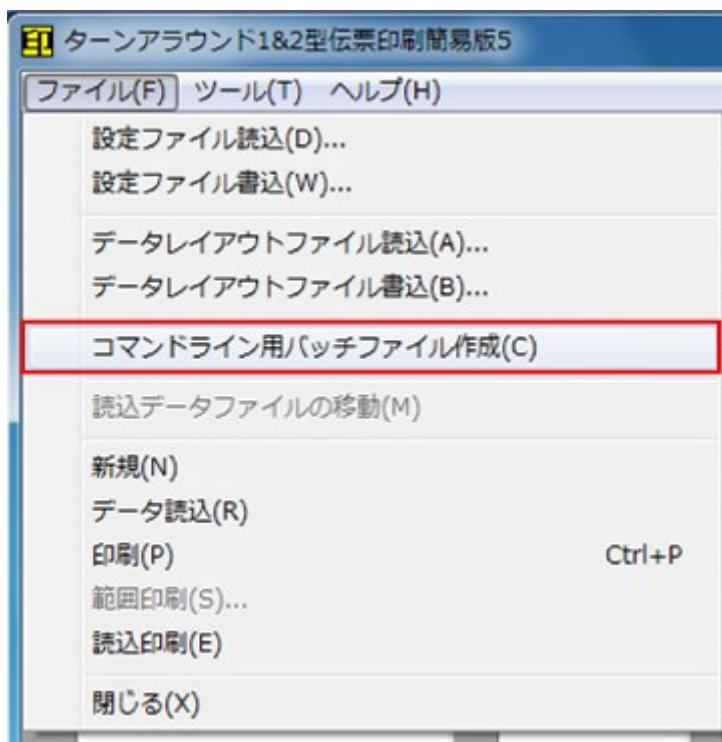 印 ターンアラウンド1&2型伝票印刷簡易版5
ファイル(F) ツール(T) ヘルプ(H)
設定ファイル読込(D)...
設定ファイル書込(W)...
データレイアウトファイル読込(A)...
データレイアウトファイル書込(B)...
コマンドライン用バッチファイル作成(C)
読込データファイルの移動(M)
新規(N)
データ読込(R)
印刷(P) Ctrl+P
範囲印刷(S)...
読込印刷(E)
閉じる(X)